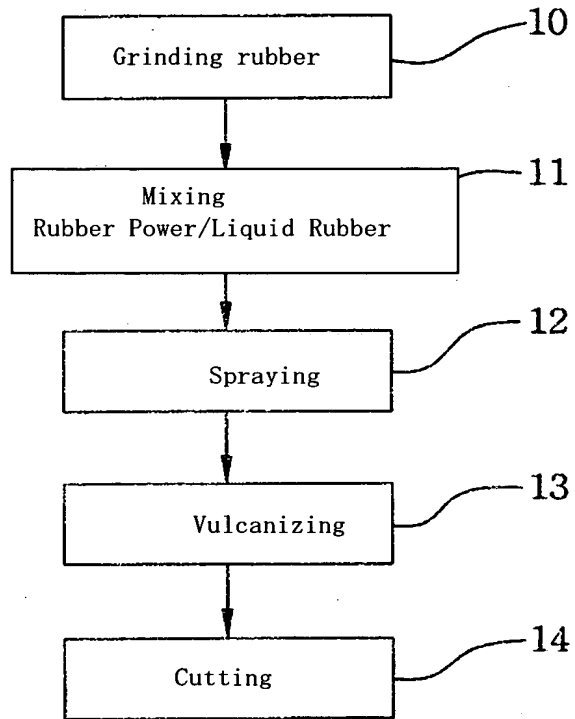 Grinding rubber
10
Mixing
Rubber Power/Liquid Rubber
11
Spraying
12
Vulcanizing
13
Cutting
14